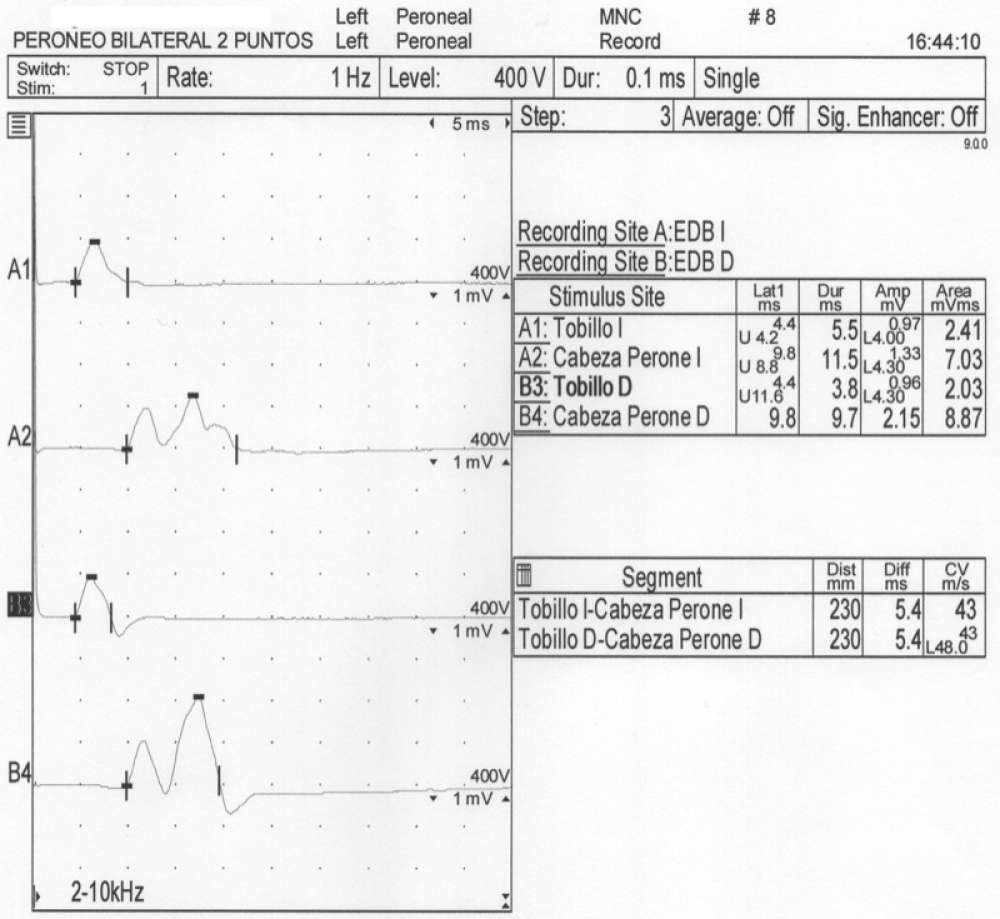 Left Peroneal MNC # 8
PERONEO BILATERAL 2 PUNTOS Left Peroneal Record 16:44:10
Switch: STOP
Stim: 1
Rate: 1 Hz Level: 400 V Dur: 0.1 ms Single
5 ms
Step: 3 Average: Off Sig. Enhancer: Off
9.0.0
Recording Site A:EDB I
Recording Site B:EDB D
A1 400V
1 mV
A2 400V
1 mV
B3 400V
1 mV
B4 400V
1 mV
2-10kHz
Stimulus Site Lat1 ms Dur ms Amp mV Area mVms
A1: Tobillo I U 4.2 4.4 5.5 L4.00 0.97 2.41
A2: Cabeza Perone I U 8.8 9.8 11.5 L4.30 1.33 7.03
B3: Tobillo D U11.6 4.4 3.8 L4.30 0.96 2.03
B4: Cabeza Perone D 9.8 9.7 2.15 8.87
Segment Dist mm Diff ms CV m/s
Tobillo I-Cabeza Perone I 230 5.4 43
Tobillo D-Cabeza Perone D 230 5.4 L48.0 43